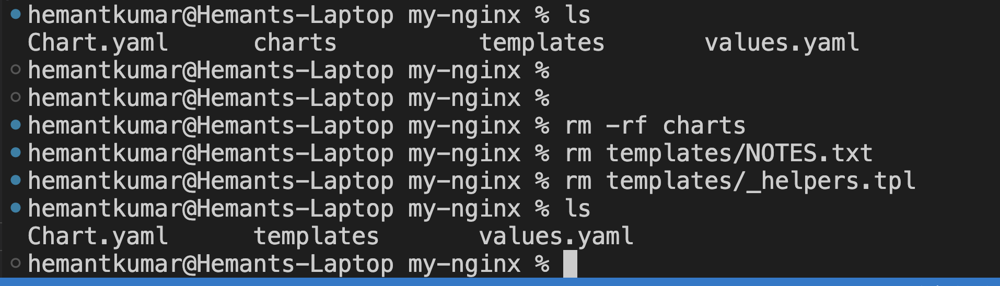 hemantkumar@Hemants-Laptop my-nginx % ls
Chart.yaml charts templates values.yaml
hemantkumar@Hemants-Laptop my-nginx %
hemantkumar@Hemants-Laptop my-nginx %
hemantkumar@Hemants-Laptop my-nginx % rm -rf charts
hemantkumar@Hemants-Laptop my-nginx % rm templates/NOTES.txt
hemantkumar@Hemants-Laptop my-nginx % rm templates/_helpers.tpl
hemantkumar@Hemants-Laptop my-nginx % ls
Chart.yaml templates values.yaml
hemantkumar@Hemants-Laptop my-nginx %